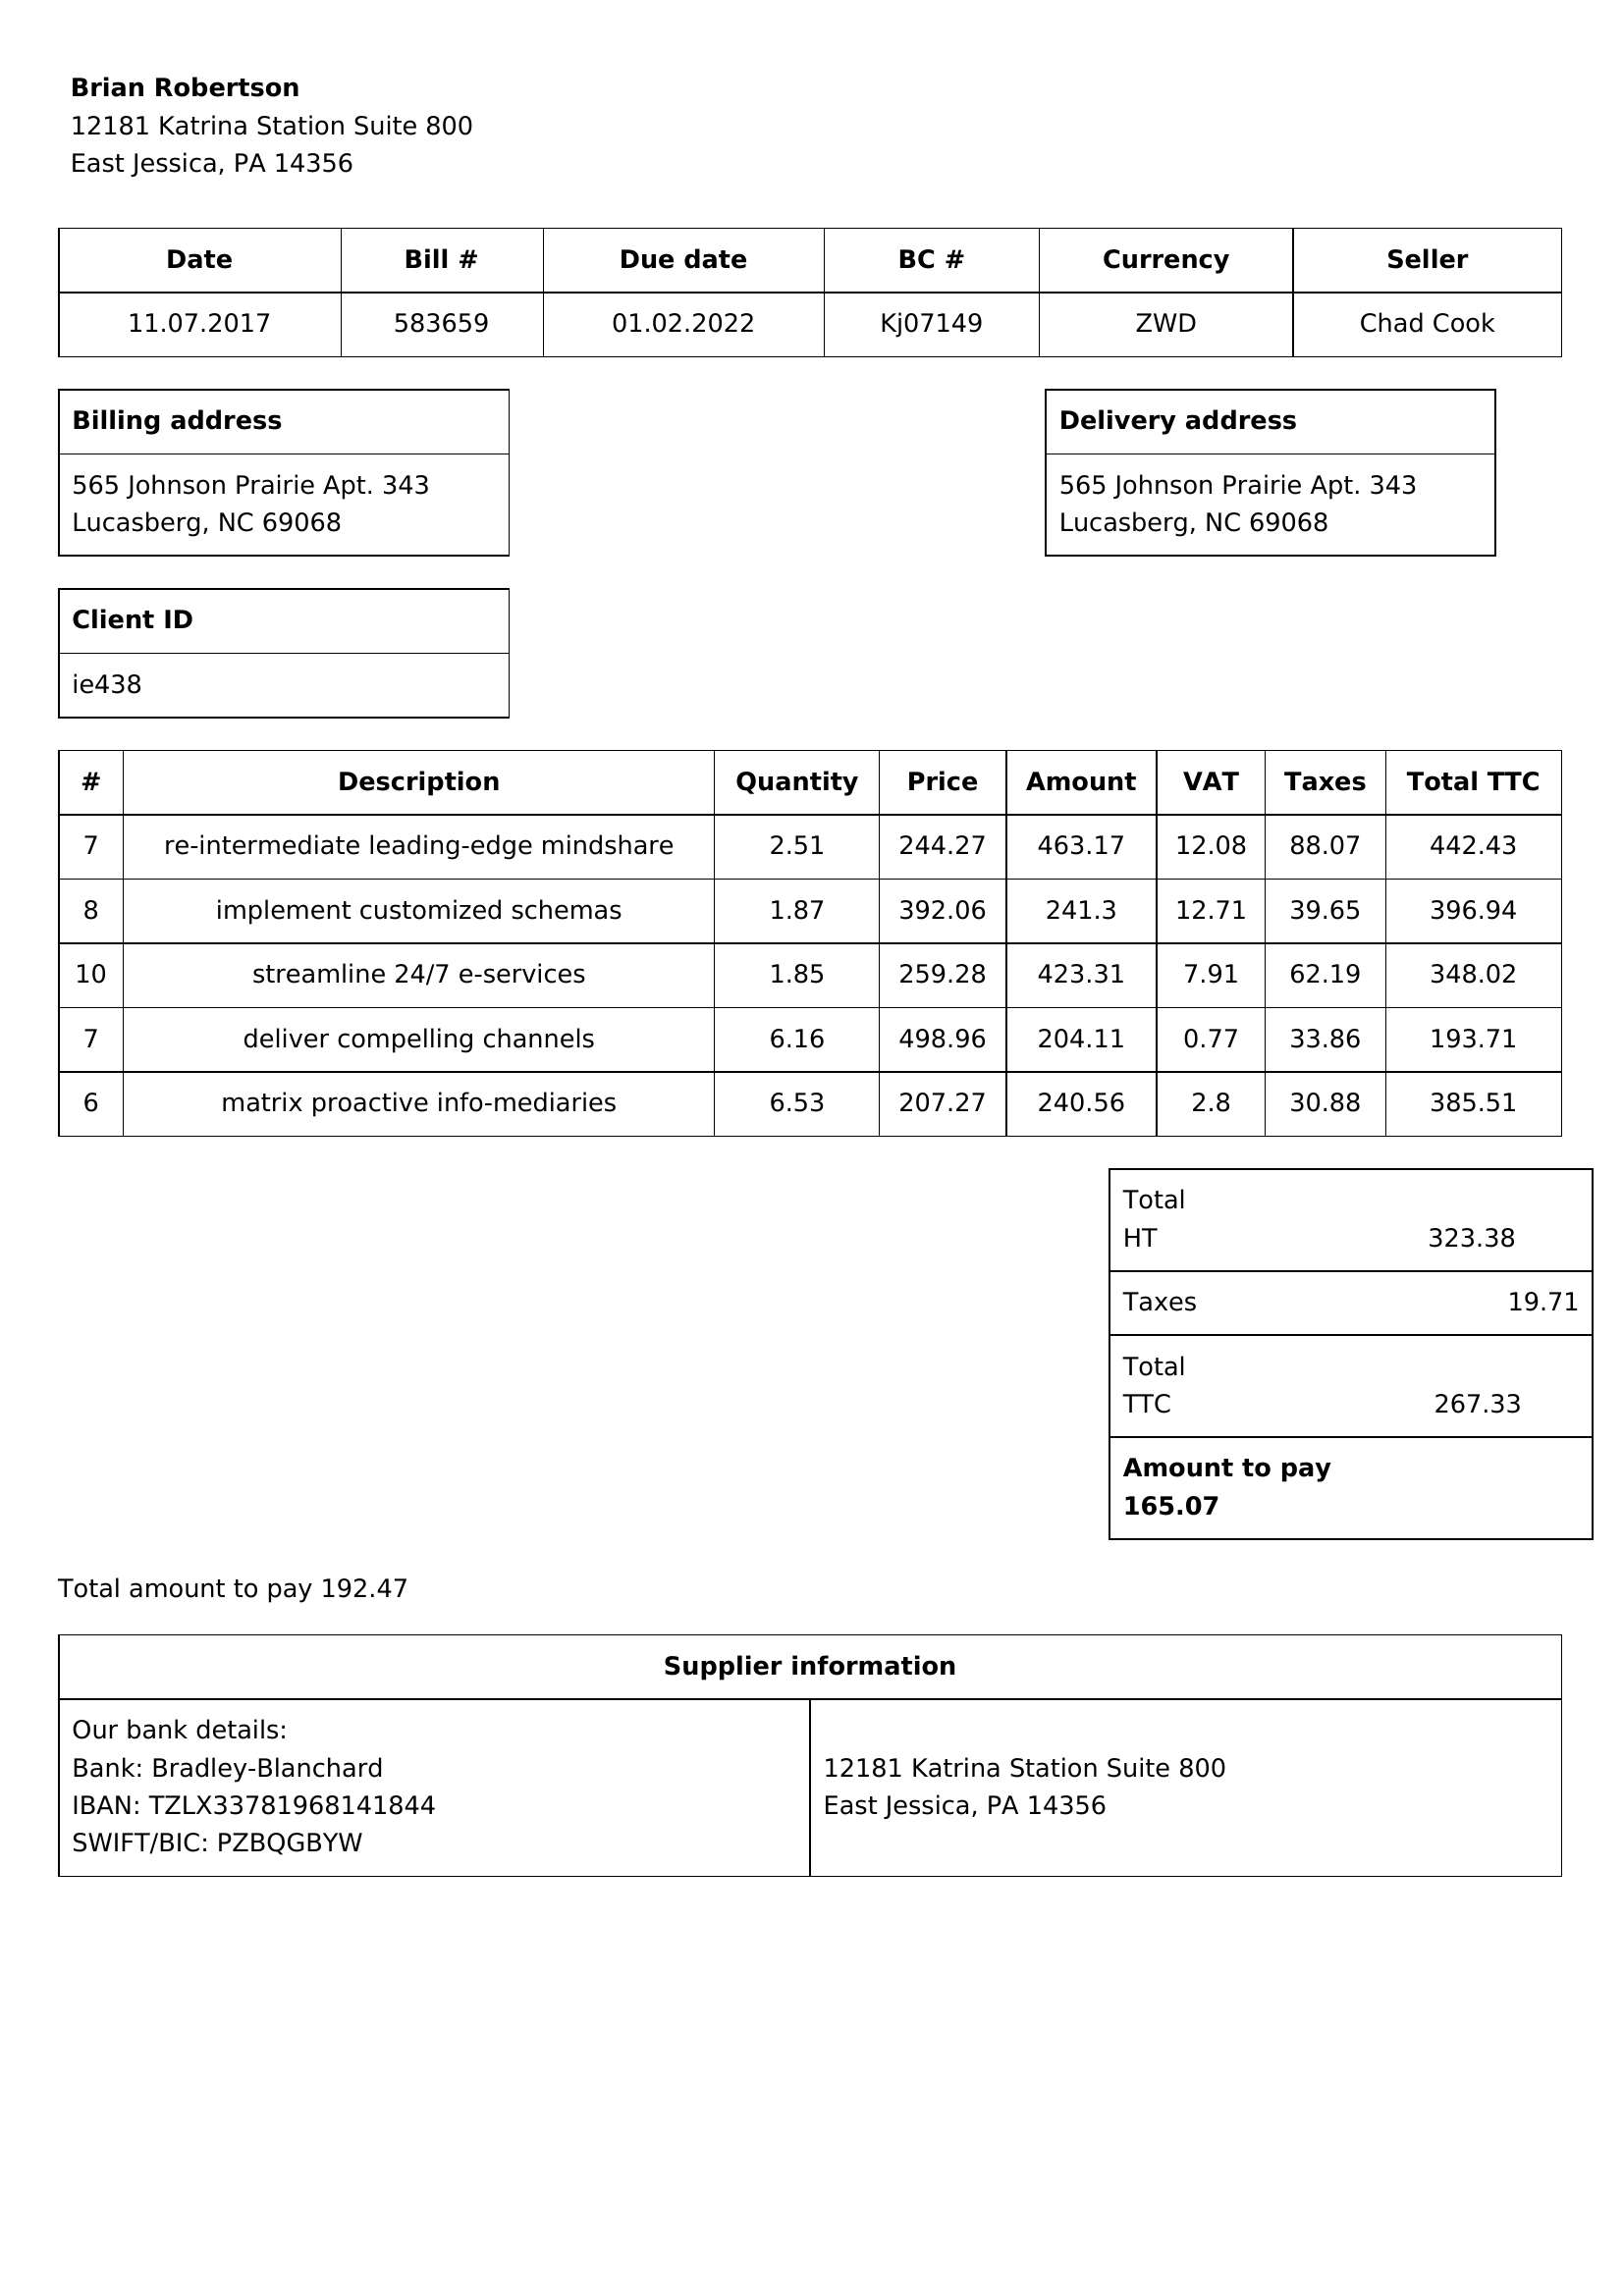 Brian Robertson
12181 Katrina Station Suite 800
East Jessica, PA 14356
Date Bill # Due date BC # Currency Seller
11.07.2017 583659 01.02.2022 Kj07149 ZWD Chad Cook
Billing address
565 Johnson Prairie Apt. 343
Lucasberg, NC 69068
Delivery address
565 Johnson Prairie Apt. 343
Lucasberg, NC 69068
Client ID
ie438
# Description Quantity Price Amount VAT Taxes Total TTC
7 re-intermediate leading-edge mindshare 2.51 244.27 463.17 12.08 88.07 442.43
8 implement customized schemas 1.87 392.06 241.3 12.71 39.65 396.94
10 streamline 24/7 e-services 1.85 259.28 423.31 7.91 62.19 348.02
7 deliver compelling channels 6.16 498.96 204.11 0.77 33.86 193.71
6 matrix proactive info-mediaries 6.53 207.27 240.56 2.8 30.88 385.51
Total
HT 323.38
Taxes 19.71
Total
TTC 267.33
Amount to pay
165.07
Total amount to pay 192.47
Supplier information
Our bank details:
Bank: Bradley-Blanchard
IBAN: TZLX33781968141844
SWIFT/BIC: PZBQGBYW
12181 Katrina Station Suite 800
East Jessica, PA 14356